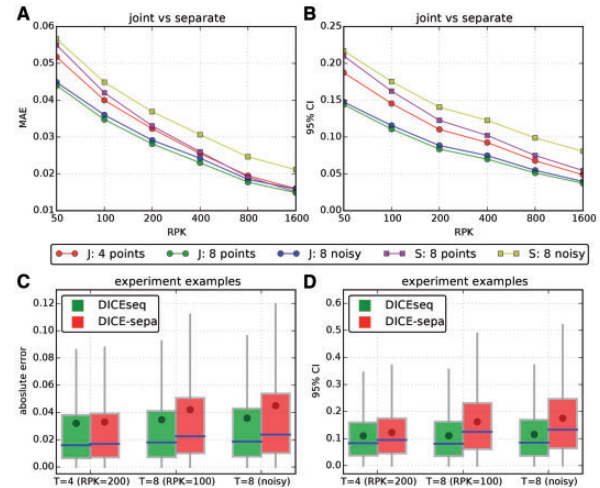 A
joint vs separate
0.06
0.05
0.04
0.03
0.02
0.01
MAE
50 100 200 400 800 1600
RPK
B
joint vs separate
0.25
0.20
0.15
0.10
0.05
0.00
95% CI
50 100 200 400 800 1600
RPK
J: 4 points J: 8 points J: 8 noisy S: 8 points S: 8 noisy
C
experiment examples
DICEseq
DICE-sepa
0.12
0.10
0.08
0.06
0.04
0.02
0.00
aboslute error
T=4 (RPK=200) T=8 (RPK=100) T=8 (noisy)
D
experiment examples
DICEseq
DICE-sepa
0.6
0.5
0.4
0.3
0.2
0.1
0.0
95% CI
T=4 (RPK=200) T=8 (RPK=100) T=8 (noisy)